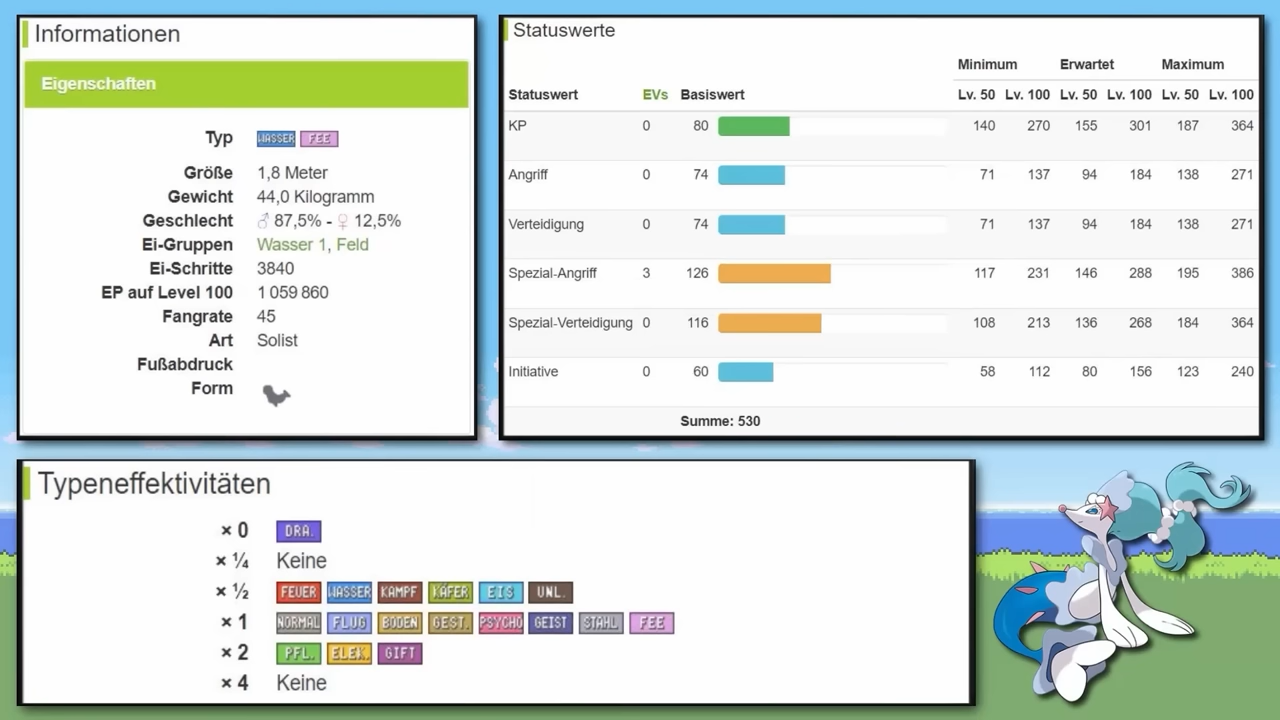 Informationen
Eigenschaften
Typ WASSER FEE
Größe 1,8 Meter
Gewicht 44,0 Kilogramm
Geschlecht ♂ 87,5% - ♀ 12,5%
Ei-Gruppen Wasser 1, Feld
Ei-Schritte 3840
EP auf Level 100 1 059 860
Fangrate 45
Art Solist
Fußabdruck
Form
Statuswerte
Minimum Erwartet Maximum
Statuswert EVs Basiswert Lv. 50 Lv. 100 Lv. 50 Lv. 100 Lv. 50 Lv. 100
KP 0 80 140 270 155 301 187 364
Angriff 0 74 71 137 94 184 138 271
Verteidigung 0 74 71 137 94 184 138 271
Spezial-Angriff 3 126 117 231 146 288 195 386
Spezial-Verteidigung 0 116 108 213 136 268 184 364
Initiative 0 60 58 112 80 156 123 240
Summe: 530
Typeneffektivitäten
× 0 DRA.
× ¼ Keine
× ½ FEUER WASSER KAMPF KÄFER EIS UNL.
× 1 NORMAL FLUG BODEN GEST. PSYCHO GEIST STAHL FEE
× 2 PFL. ELEK. GIFT
× 4 Keine